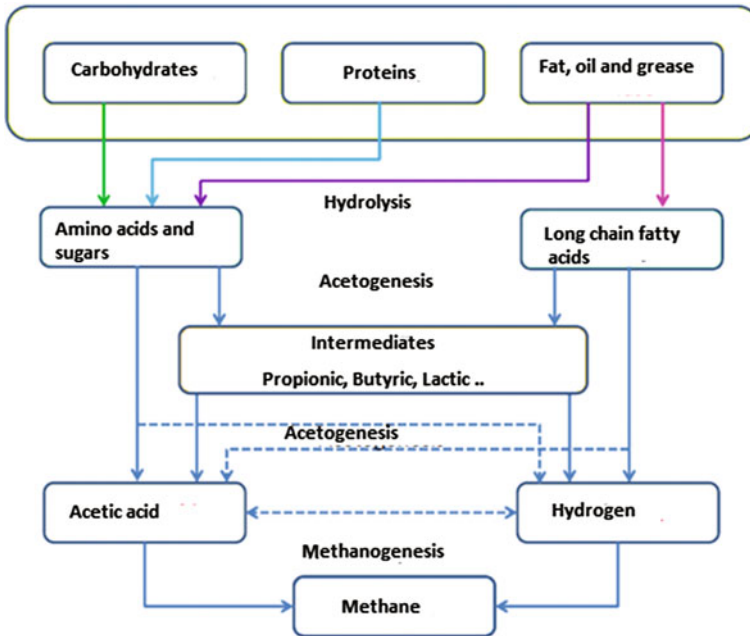 Carbohydrates
Proteins
Fat, oil and grease
Hydrolysis
Amino acids and
sugars
Long chain fatty
acids
Acetogenesis
Intermediates
Propionic, Butyric, Lactic ..
Acetogenesis
Acetic acid
Hydrogen
Methanogenesis
Methane